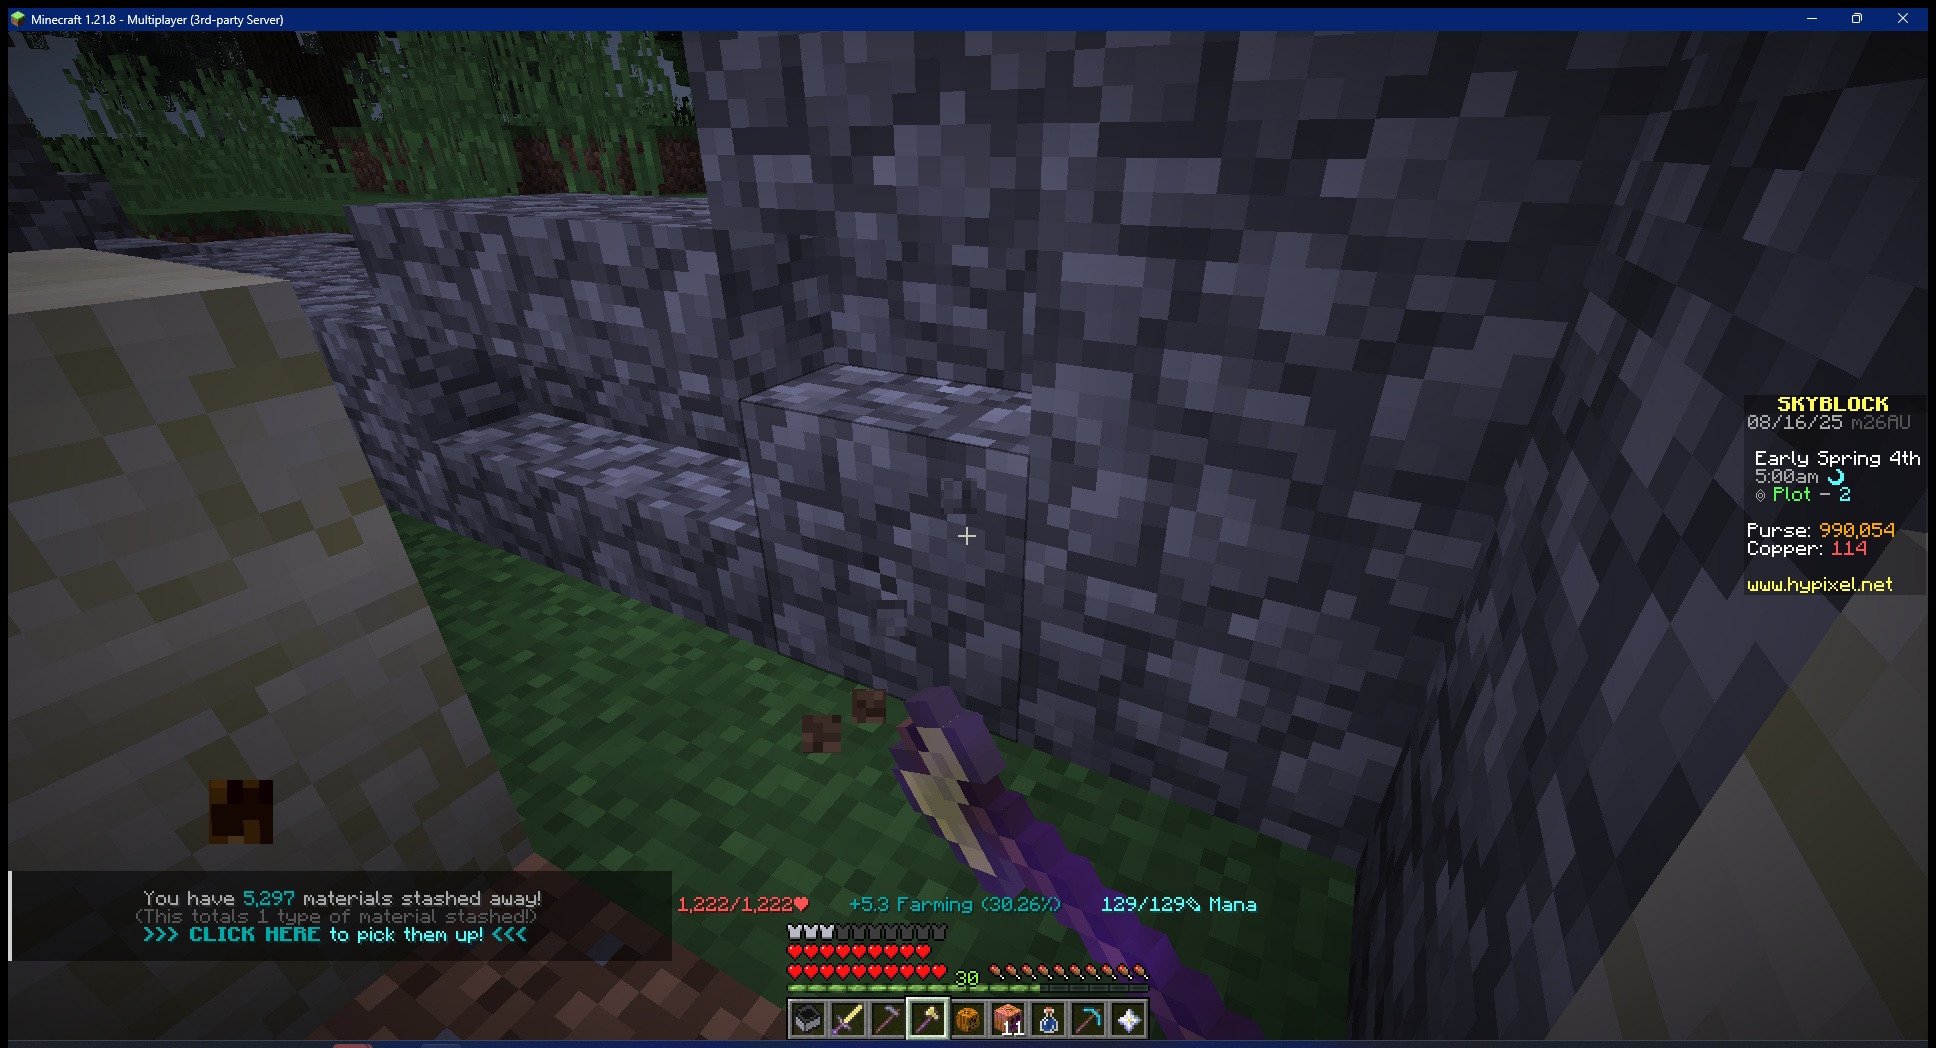 Minecraft 1.21.8 - Multiplayer (3rd-party Server)
SKYBLOCK
08/16/25 m26AU
Early Spring 4th
5:00am
Plot - 2
Purse: 990,054
Copper: 114
www.hypixel.net
You have 5,297 materials stashed away!
(This totals 1 type of material stashed!)
>>> CLICK HERE to pick them up! <<<
1,222/1,222❤ +5.3 Farming (30.26%) 129/129✎ Mana
30
11